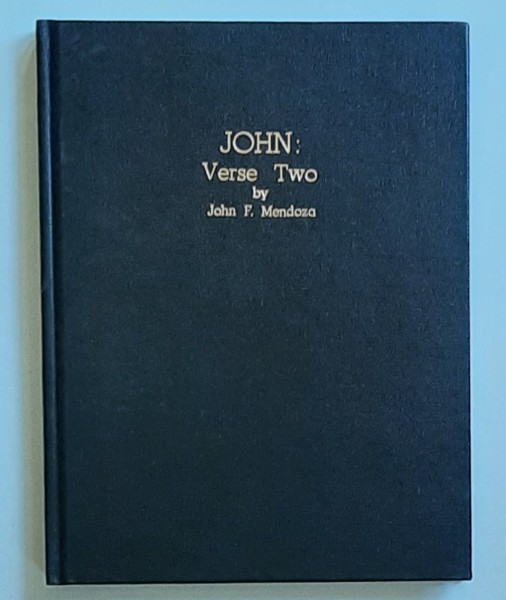 JOHN:
Verse Two
by
John F. Mendoza